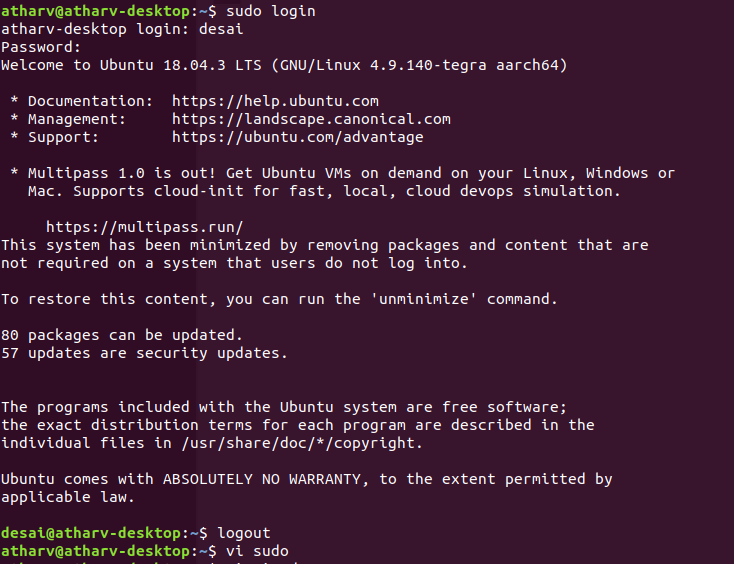 atharv@atharv-desktop:~$ sudo login
atharv-desktop login: desai
Password:
Welcome to Ubuntu 18.04.3 LTS (GNU/Linux 4.9.140-tegra aarch64)
* Documentation: https://help.ubuntu.com
* Management: https://landscape.canonical.com
* Support: https://ubuntu.com/advantage
* Multipass 1.0 is out! Get Ubuntu VMs on demand on your Linux, Windows or
Mac. Supports cloud-init for fast, local, cloud devops simulation.
https://multipass.run/
This system has been minimized by removing packages and content that are
not required on a system that users do not log into.
To restore this content, you can run the 'unminimize' command.
80 packages can be updated.
57 updates are security updates.
The programs included with the Ubuntu system are free software;
the exact distribution terms for each program are described in the
individual files in /usr/share/doc/*/copyright.
Ubuntu comes with ABSOLUTELY NO WARRANTY, to the extent permitted by
applicable law.
desai@atharv-desktop:~$ logout
atharv@atharv-desktop:~$ vi sudo